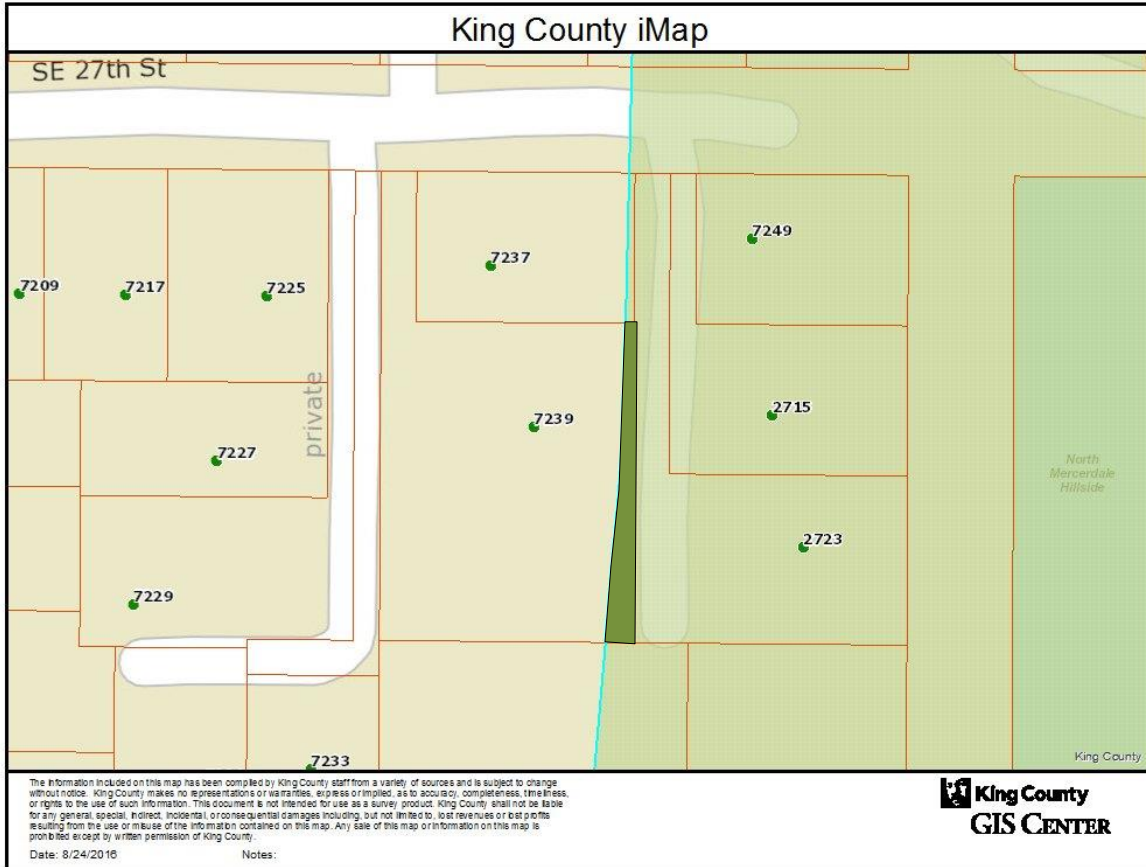 King County iMap
SE 27th St
7249
7237
7209
7217
7225
private
2715
7239
7227
North
Mercerdale
Hillside
2723
7229
7233
King County
The information included on this map has been compiled by King County staff from a variety of sources and is subject to change
without notice. King County makes no representations or warranties, express or implied, as to accuracy, completeness, timeliness,
or rights to the use of such information. This document is not intended for use as a survey product. King County shall not be liable
for any general, special, indirect, incidental, or consequential damages including, but not limited to, lost revenues or lost profits
resulting from the use or misuse of the information contained on this map. Any sale of this map or information on this map is
prohibited except by written permission of King County.
Date: 8/24/2016 Notes:
King County
GIS CENTER